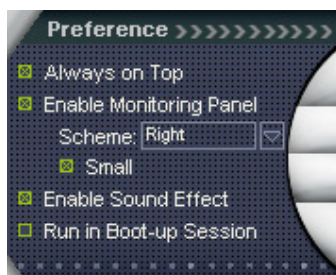 Preference >>>>>>>>>>>
Always on Top
Enable Monitoring Panel
Scheme: Right
Small
Enable Sound Effect
Run in Boot-up Session